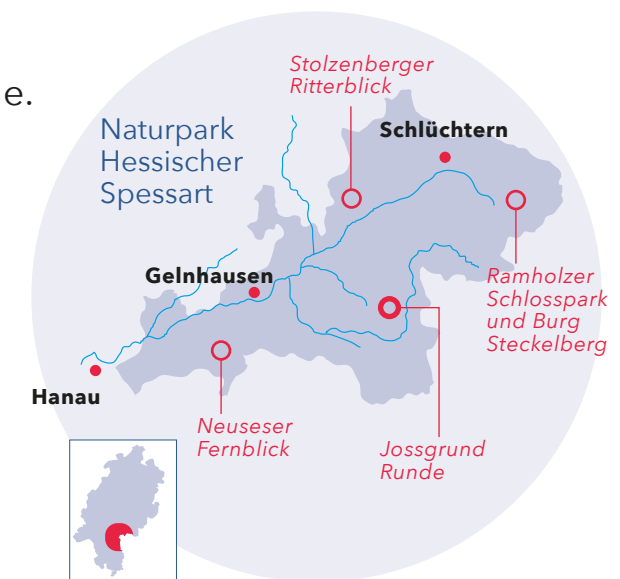 e.
Stolzenberger
Ritterblick
Naturpark
Hessischer
Spessart
Schlüchtern
Gelnhausen
Ramholzer
Schlosspark
und Burg
Steckelberg
Hanau
Neuseser
Fernblick
Jossgrund
Runde